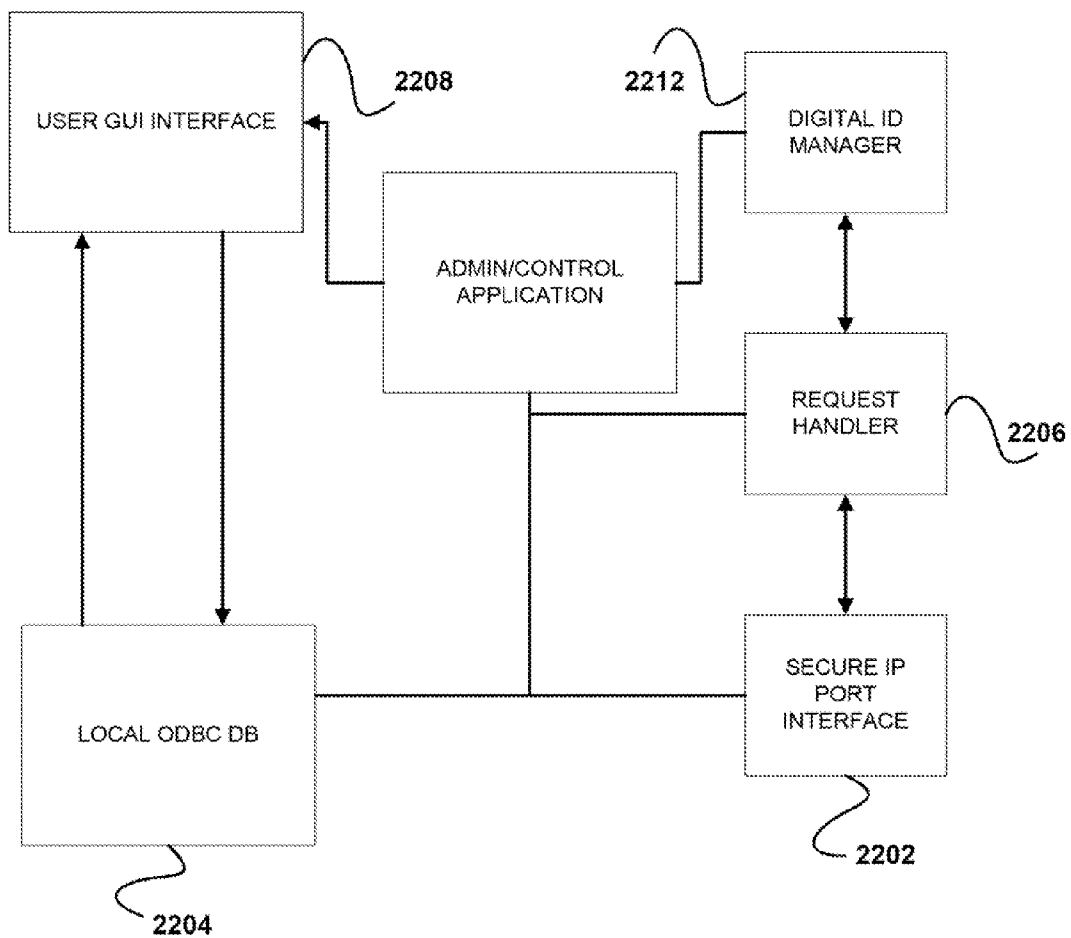 USER GUI INTERFACE
2208
2212
DIGITAL ID
MANAGER
ADMIN/CONTROL
APPLICATION
REQUEST
HANDLER
2206
LOCAL ODBC DB
SECURE IP
PORT
INTERFACE
2202
2204